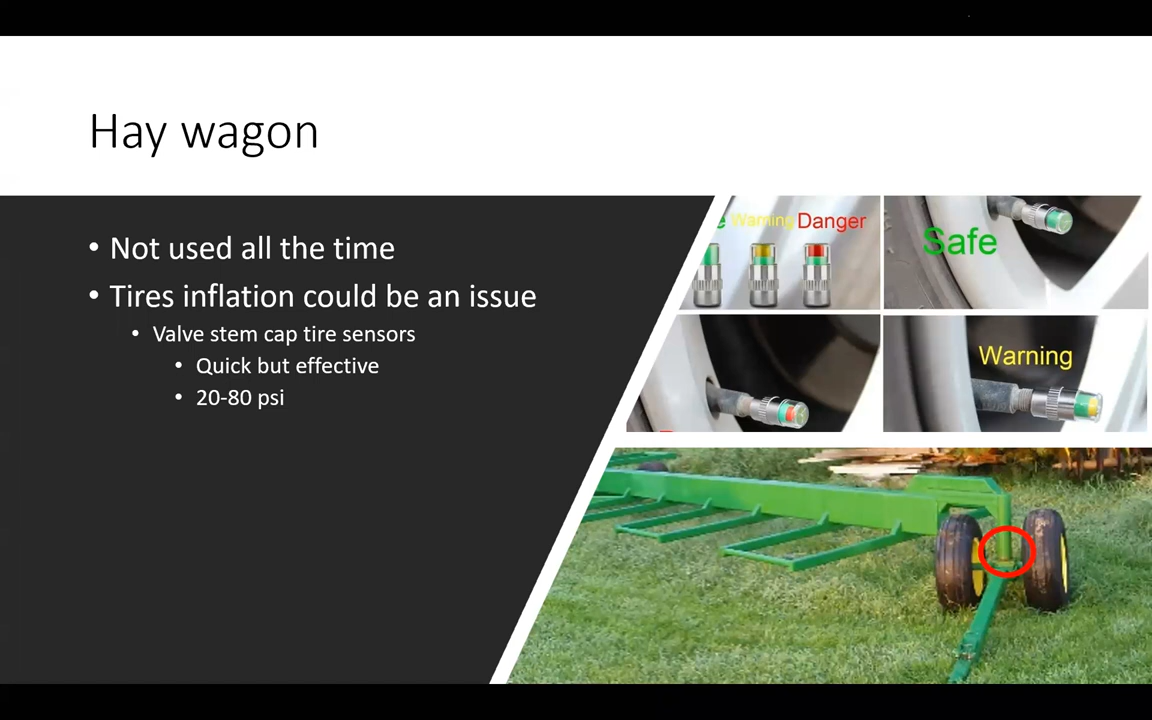 Hay wagon
• Not used all the time
• Tires inflation could be an issue
• Valve stem cap tire sensors
• Quick but effective
• 20-80 psi
Warning Danger
Safe
Warning